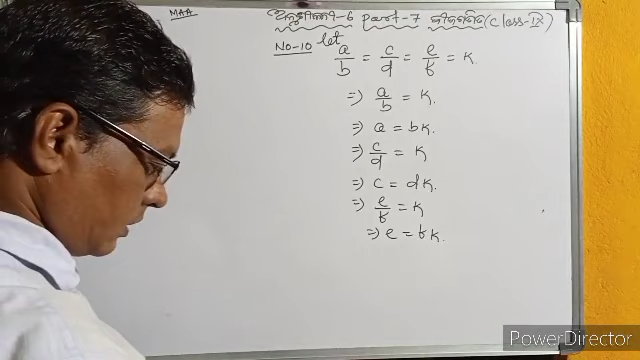 MAA
ଅନୁଶୀଳନୀ-6 part-7 ବୀଜଗଣିତ (Class-IX)
NO-10 let
a/b = c/d = e/f = K.
⇒ a/b = K.
⇒ a = bK.
⇒ c/d = K
⇒ c = dK.
⇒ e/f = K
⇒ e = fK.
PowerDirector